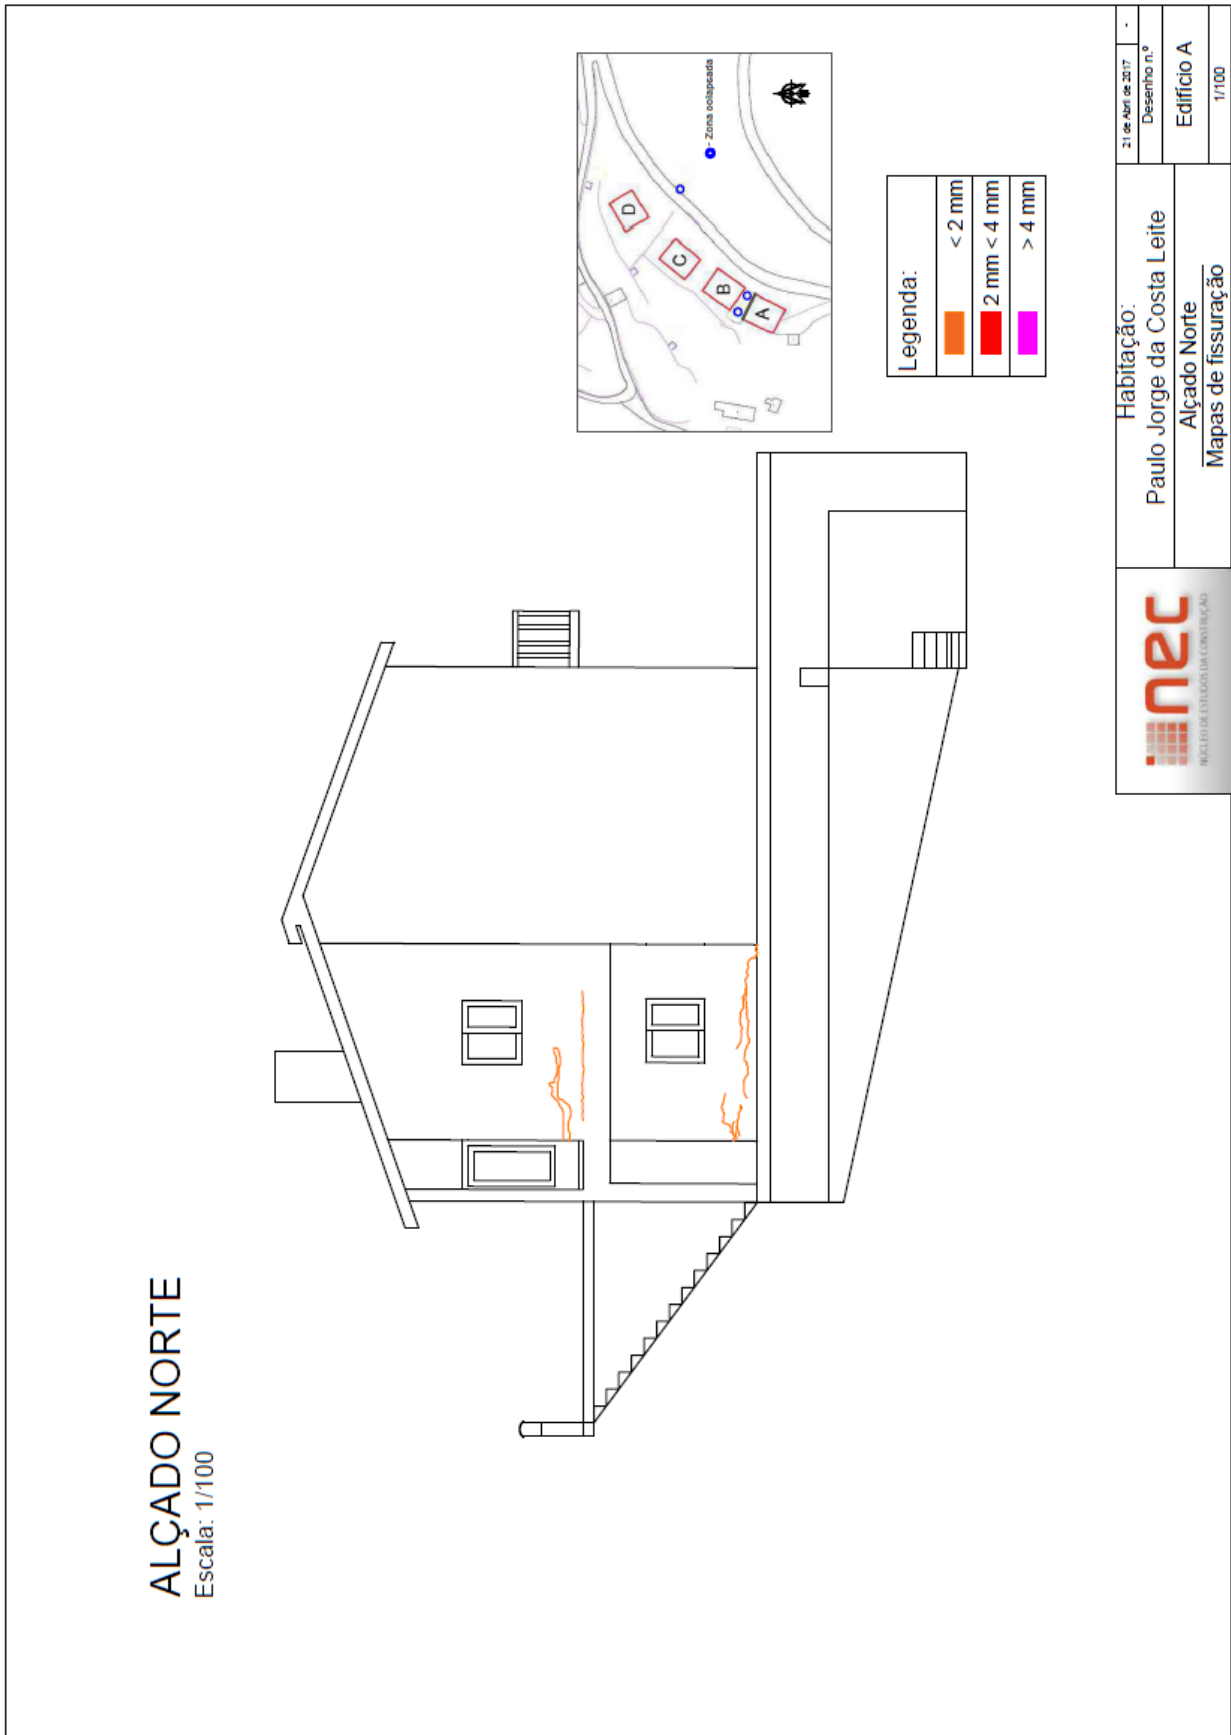 ALÇADO NORTE
Escala: 1/100
D
C
B
A
- Zona colapsada
Legenda:
< 2 mm
2 mm < 4 mm
> 4 mm
nec
NÚCLEO DE ESTUDOS DA CONSTRUÇÃO
Habitação:
Paulo Jorge da Costa Leite
Alçado Norte
Mapas de fissuração
21 de Abril de 2017
-
Desenho n.º
Edifício A
1/100